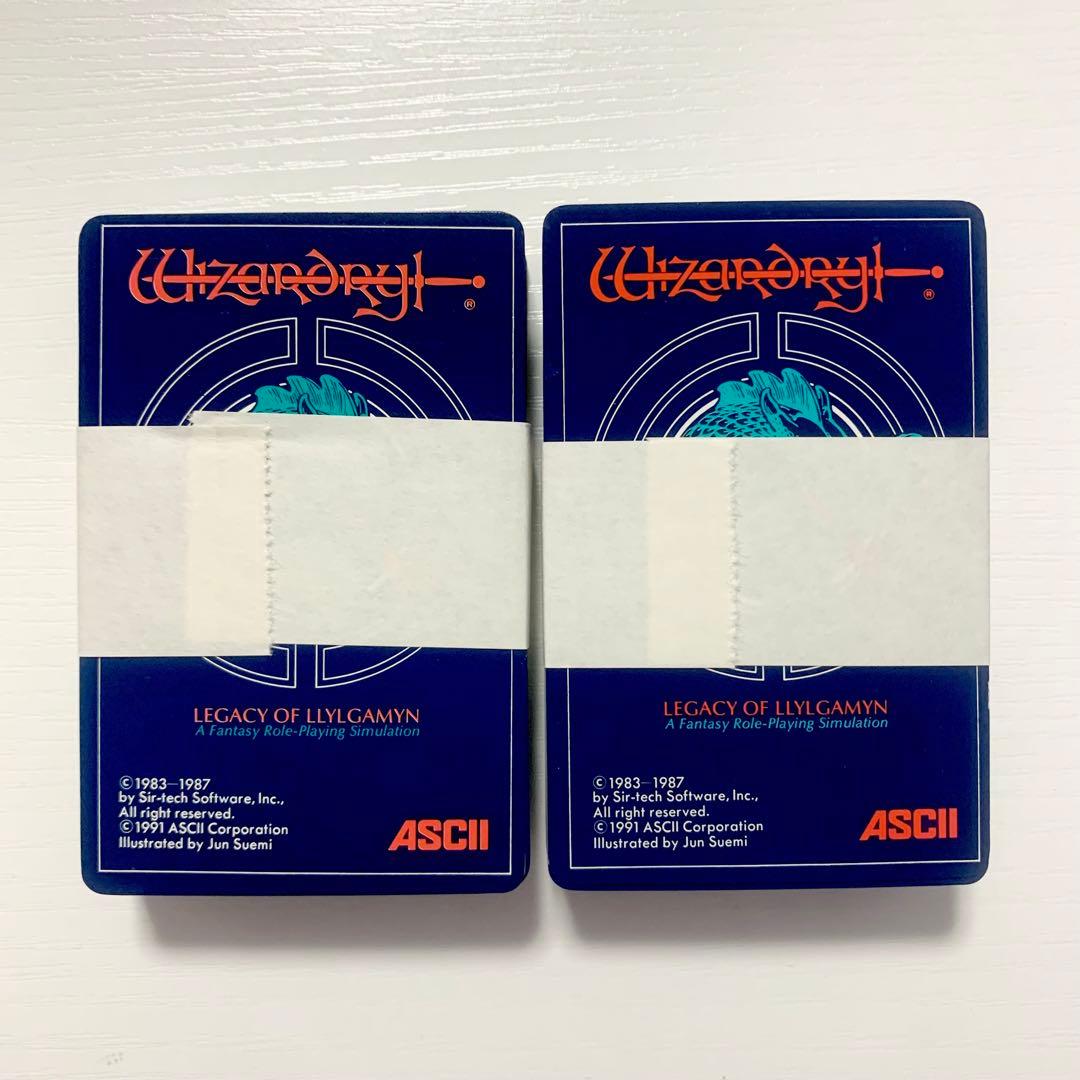 Wizardry
®
LEGACY OF LLYLGAMYN
A Fantasy Role-Playing Simulation
©1983—1987
by Sir-tech Software, Inc.,
All right reserved.
©1991 ASCII Corporation
Illustrated by Jun Suemi
ASCII
Wizardry
®
LEGACY OF LLYLGAMYN
A Fantasy Role-Playing Simulation
©1983—1987
by Sir-tech Software, Inc.,
All right reserved.
©1991 ASCII Corporation
Illustrated by Jun Suemi
ASCII